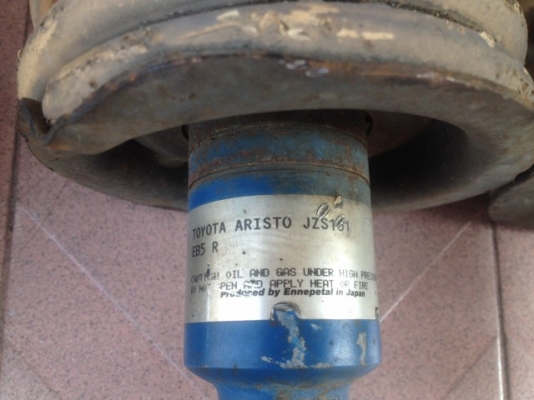 TOYOTA ARISTO JZS161
EB5 R
OIL AND GAS UNDER HIGH
AND APPLY HEAT OR FIRE
Produced by Ennepetal in Japan